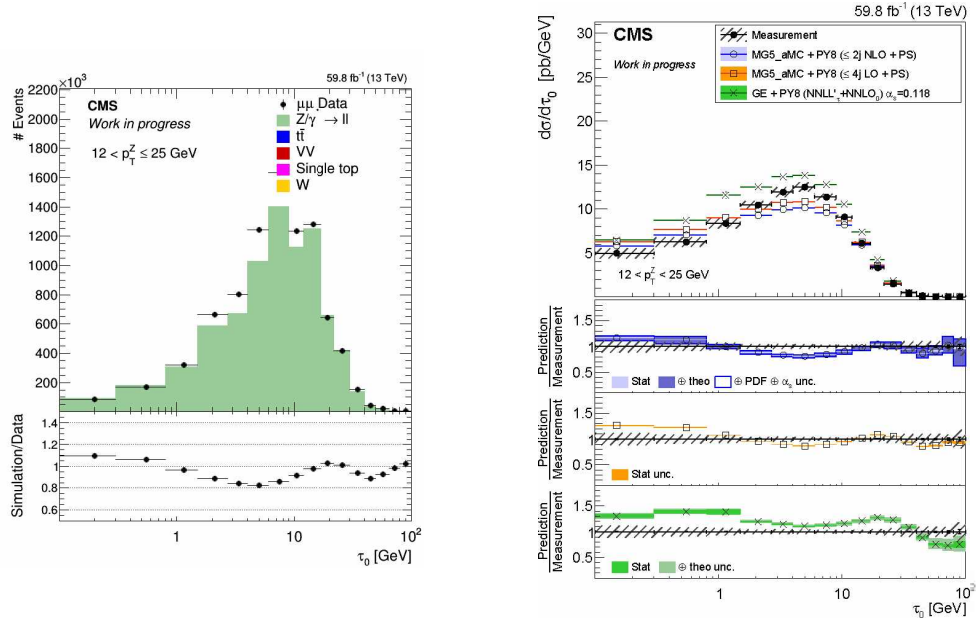 59.8 fb⁻¹ (13 TeV)
×10³
# Events
2200
2000
1800
1600
1400
1200
1000
800
600
400
200
CMS
Work in progress
12 < p_T^Z ≤ 25 GeV
μμ Data
Z/γ → ll
tt̄
VV
Single top
W
Simulation/Data
1.4
1.2
1
0.8
0.6
1
10
10²
τ₀ [GeV]
59.8 fb⁻¹ (13 TeV)
dσ/dτ₀ [pb/GeV]
30
25
20
15
10
5
CMS
Work in progress
Measurement
MG5_aMC + PY8 (≤ 2j NLO + PS)
MG5_aMC + PY8 (≤ 4j LO + PS)
GE + PY8 (NNLL'_τ+NNLO₀) α_s=0.118
12 < p_T^Z < 25 GeV
Prediction
Measurement
1.5
1
0.5
Stat
⊕ theo
⊕ PDF ⊕ α_s unc.
Prediction
Measurement
1.5
1
0.5
Stat unc.
Prediction
Measurement
1.5
1
0.5
Stat
⊕ theo unc.
1
10
10²
τ₀ [GeV]